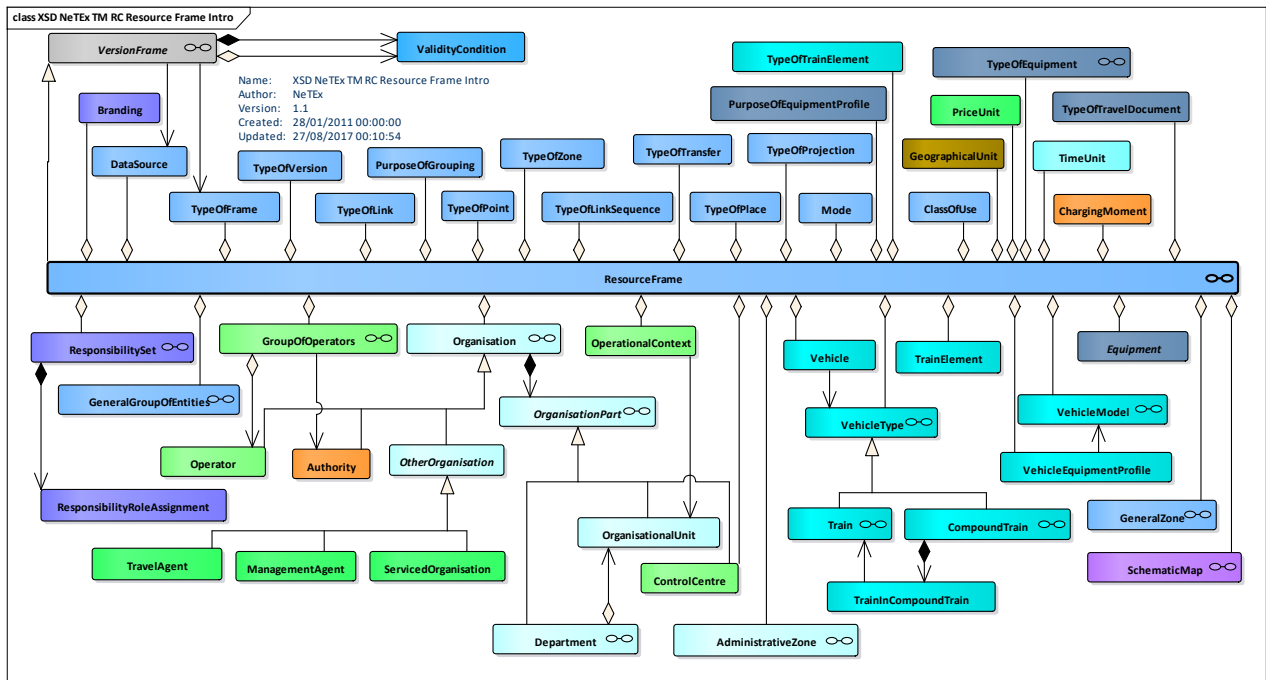 class XSD NeTEx TM RC Resource Frame Intro
VersionFrame
ValidityCondition
Name: XSD NeTEx TM RC Resource Frame Intro
Author: NeTEx
Version: 1.1
Created: 28/01/2011 00:00:00
Updated: 27/08/2017 00:10:54
TypeOfTrainElement
TypeOfEquipment
Branding
PurposeOfEquipmentProfile
PriceUnit
TypeOfTravelDocument
DataSource
TypeOfVersion
PurposeOfGrouping
TypeOfZone
TypeOfTransfer
TypeOfProjection
GeographicalUnit
TimeUnit
TypeOfFrame
TypeOfLink
TypeOfPoint
TypeOfLinkSequence
TypeOfPlace
Mode
ClassOfUse
ChargingMoment
ResourceFrame
ResponsibilitySet
GroupOfOperators
Organisation
OperationalContext
Vehicle
TrainElement
Equipment
GeneralGroupOfEntities
OrganisationPart
VehicleType
VehicleModel
Operator
Authority
OtherOrganisation
VehicleEquipmentProfile
ResponsibilityRoleAssignment
OrganisationalUnit
Train
CompoundTrain
GeneralZone
TravelAgent
ManagementAgent
ServicedOrganisation
ControlCentre
SchematicMap
TrainInCompoundTrain
Department
AdministrativeZone